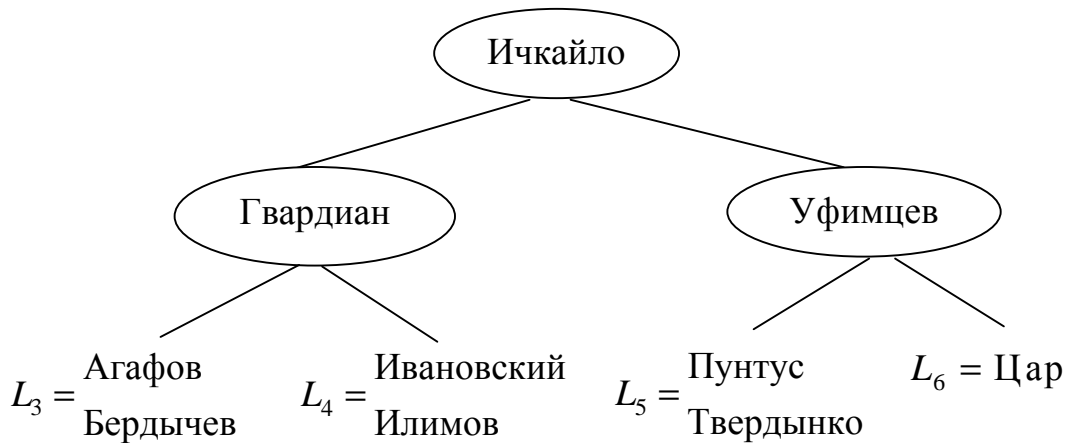 Ичкайло
Гвардиан
Уфимцев
L₃ = Агафов
Бердычев
L₄ = Ивановский
Илимов
L₅ = Пунтус
Твердынко
L₆ = Цар